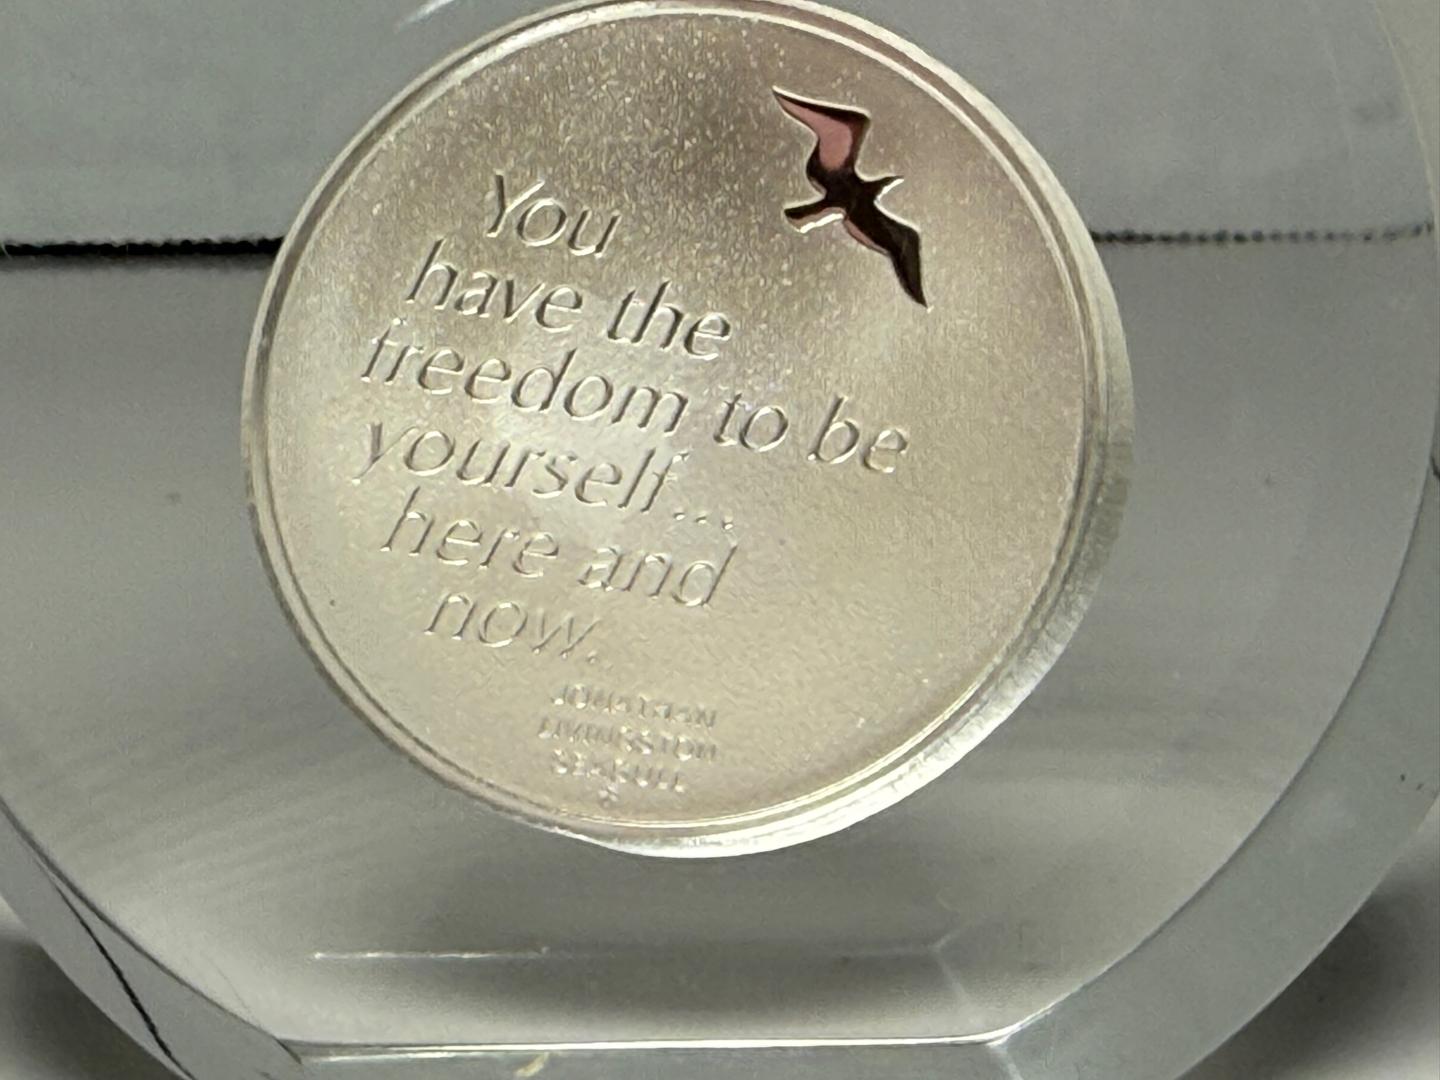 You
have the
freedom to be
yourself...
here and
now..
JONATHAN
LIVINGSTON
SEAGULL